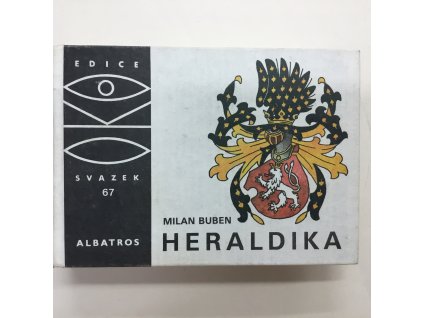 EDICE
OKO
SVAZEK
67
ALBATROS
MILAN BUBEN
HERALDIKA